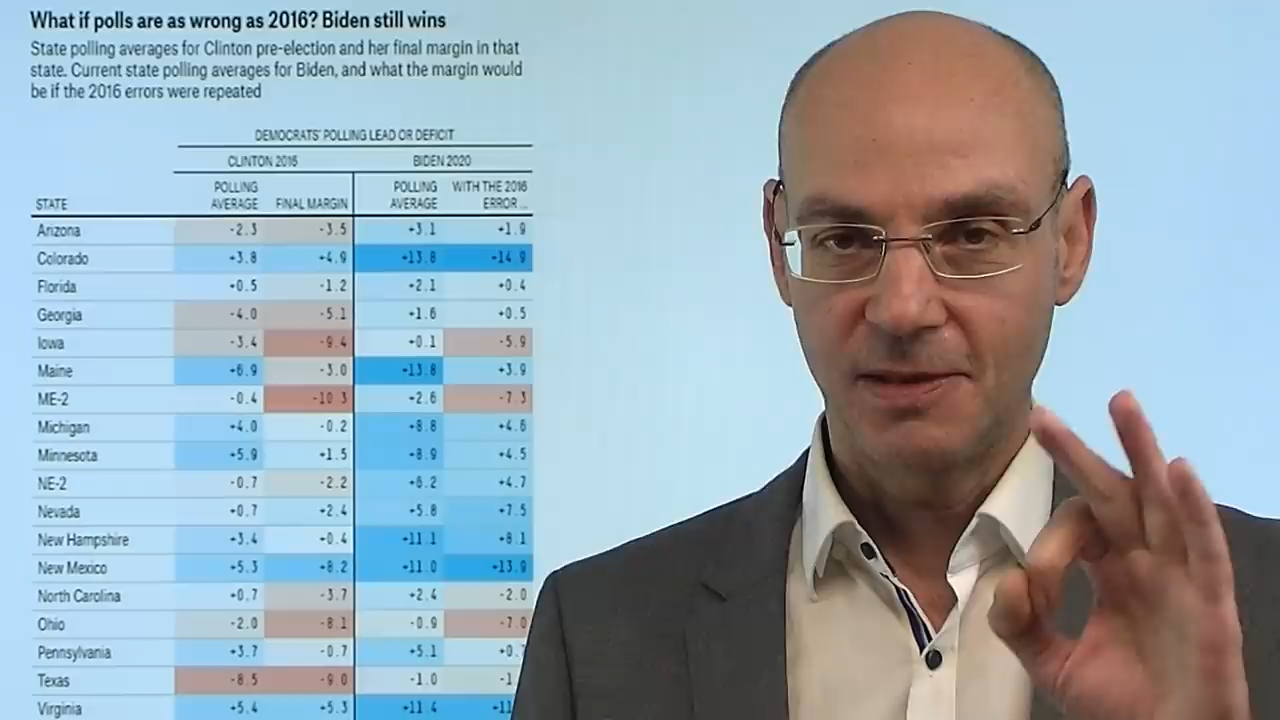 What if polls are as wrong as 2016? Biden still wins
State polling averages for Clinton pre-election and her final margin in that
state. Current state polling averages for Biden, and what the margin would
be if the 2016 errors were repeated
DEMOCRATS' POLLING LEAD OR DEFICIT
CLINTON 2016 BIDEN 2020
POLLING POLLING WITH THE 2016
STATE AVERAGE FINAL MARGIN AVERAGE ERROR ...
Arizona -2.3 -3.5 +3.1 +1.9
Colorado +3.8 +4.9 +13.8 +14.9
Florida +0.5 -1.2 +2.1 +0.4
Georgia -4.0 -5.1 +1.6 +0.5
Iowa -3.4 -9.4 +0.1 -5.9
Maine +6.9 -3.0 +13.8 +3.9
ME-2 -0.4 -10.3 +2.6 -7.3
Michigan +4.0 -0.2 +8.8 +4.6
Minnesota +5.9 +1.5 +8.9 +4.5
NE-2 -0.7 -2.2 +6.2 +4.7
Nevada +0.7 +2.4 +5.8 +7.5
New Hampshire +3.4 +0.4 +11.1 +8.1
New Mexico +5.3 +8.2 +11.0 +13.9
North Carolina +0.7 -3.7 +2.4 -2.0
Ohio -2.0 -8.1 -0.9 -7.0
Pennsylvania +3.7 -0.7 +5.1 +0.7
Texas -8.5 -9.0 -1.0 -1.
Virginia +5.4 +5.3 +11.4 +11